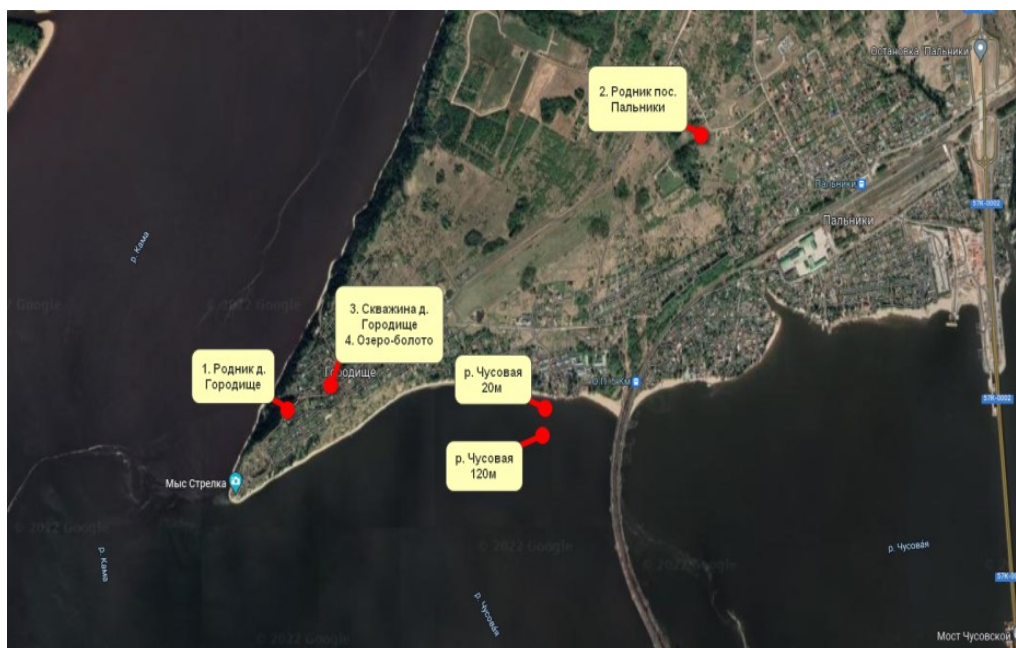 Остановка Пальники
2. Родник пос.
Пальники
Пальники
57К-0002
Пальники
р. Кама
Google
3. Скважина д.
Городище
4. Озеро-болото
1. Родник д.
Городище
Городище
р. Чусовая
20м
57К-0002
р. Чусовая
120м
Мыс Стрелка
© 2022 Google
© 2022 Google
р. Чусовая
р. Кама
р. Чусовая
© 2022 Google
Мост Чусовской